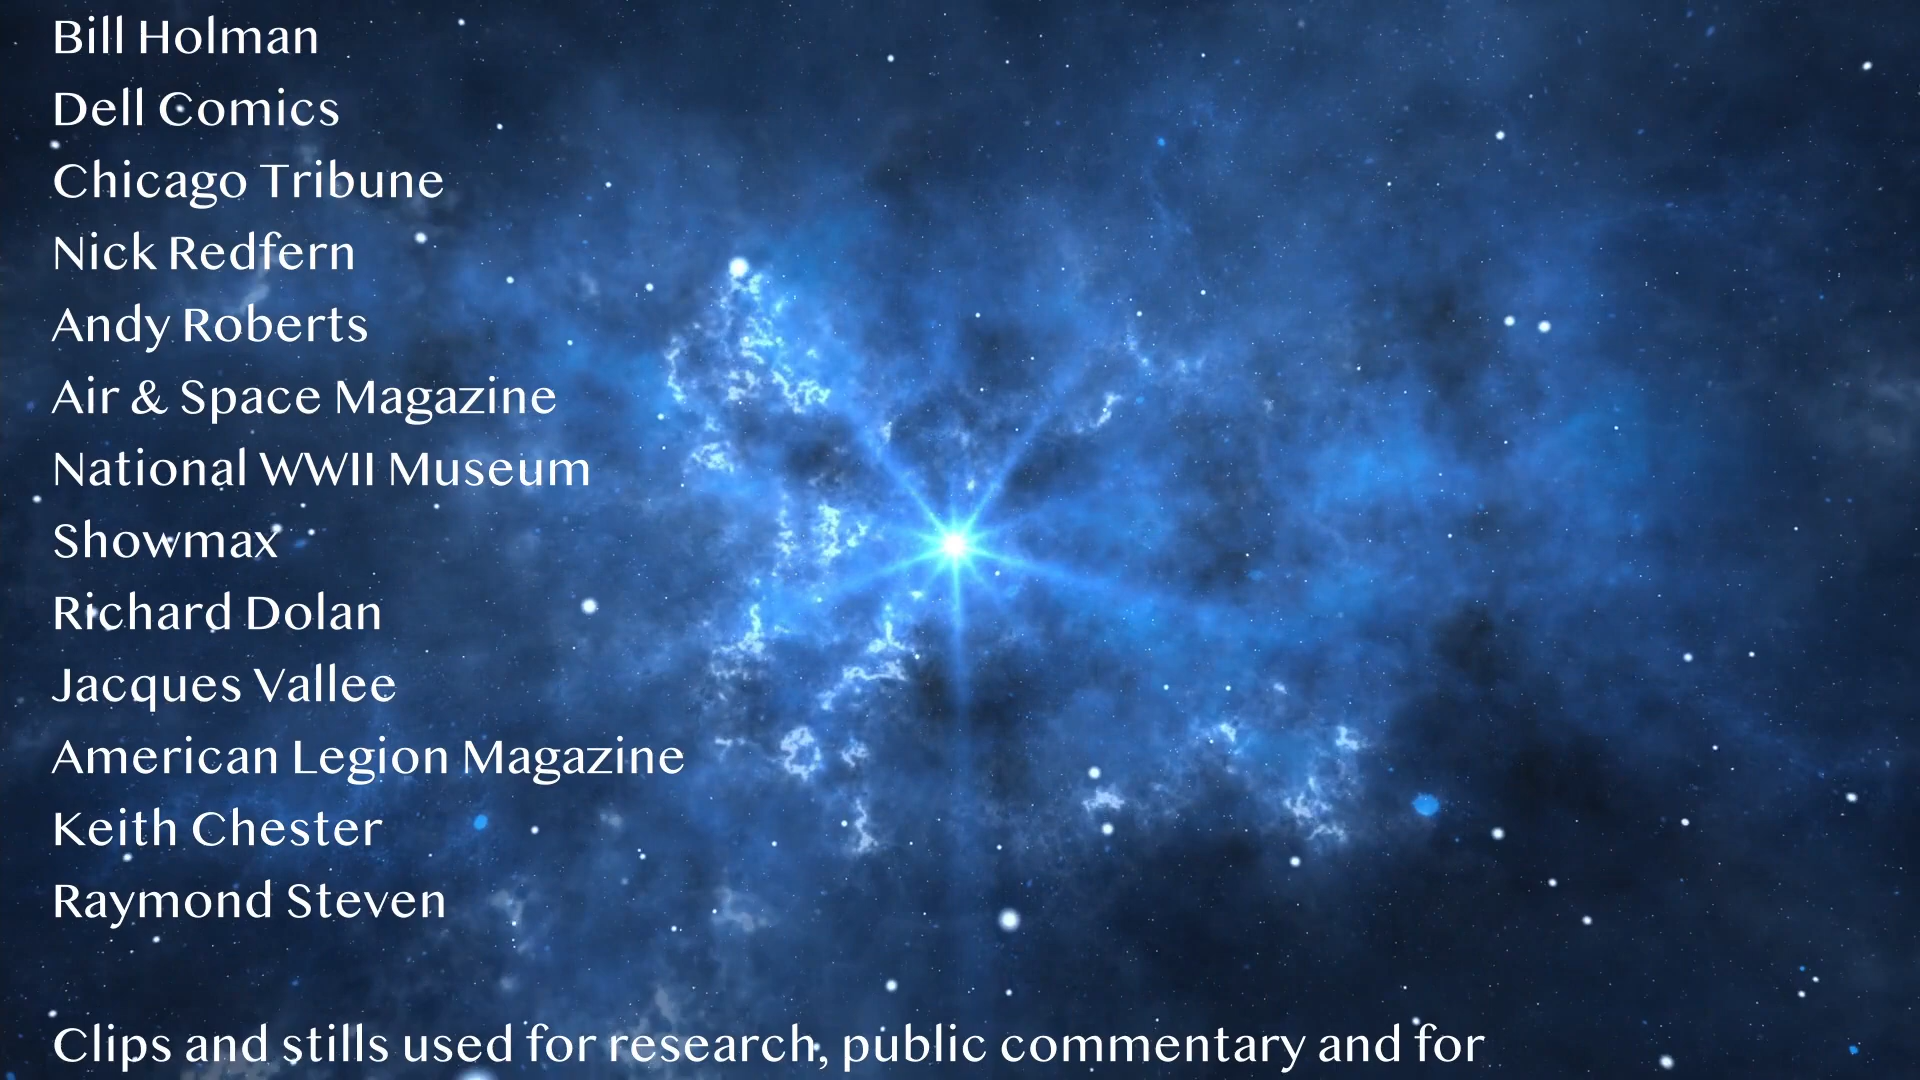 Bill Holman
Dell Comics
Chicago Tribune
Nick Redfern
Andy Roberts
Air & Space Magazine
National WWII Museum
Showmax
Richard Dolan
Jacques Vallee
American Legion Magazine
Keith Chester
Raymond Steven
Clips and stills used for research, public commentary and for